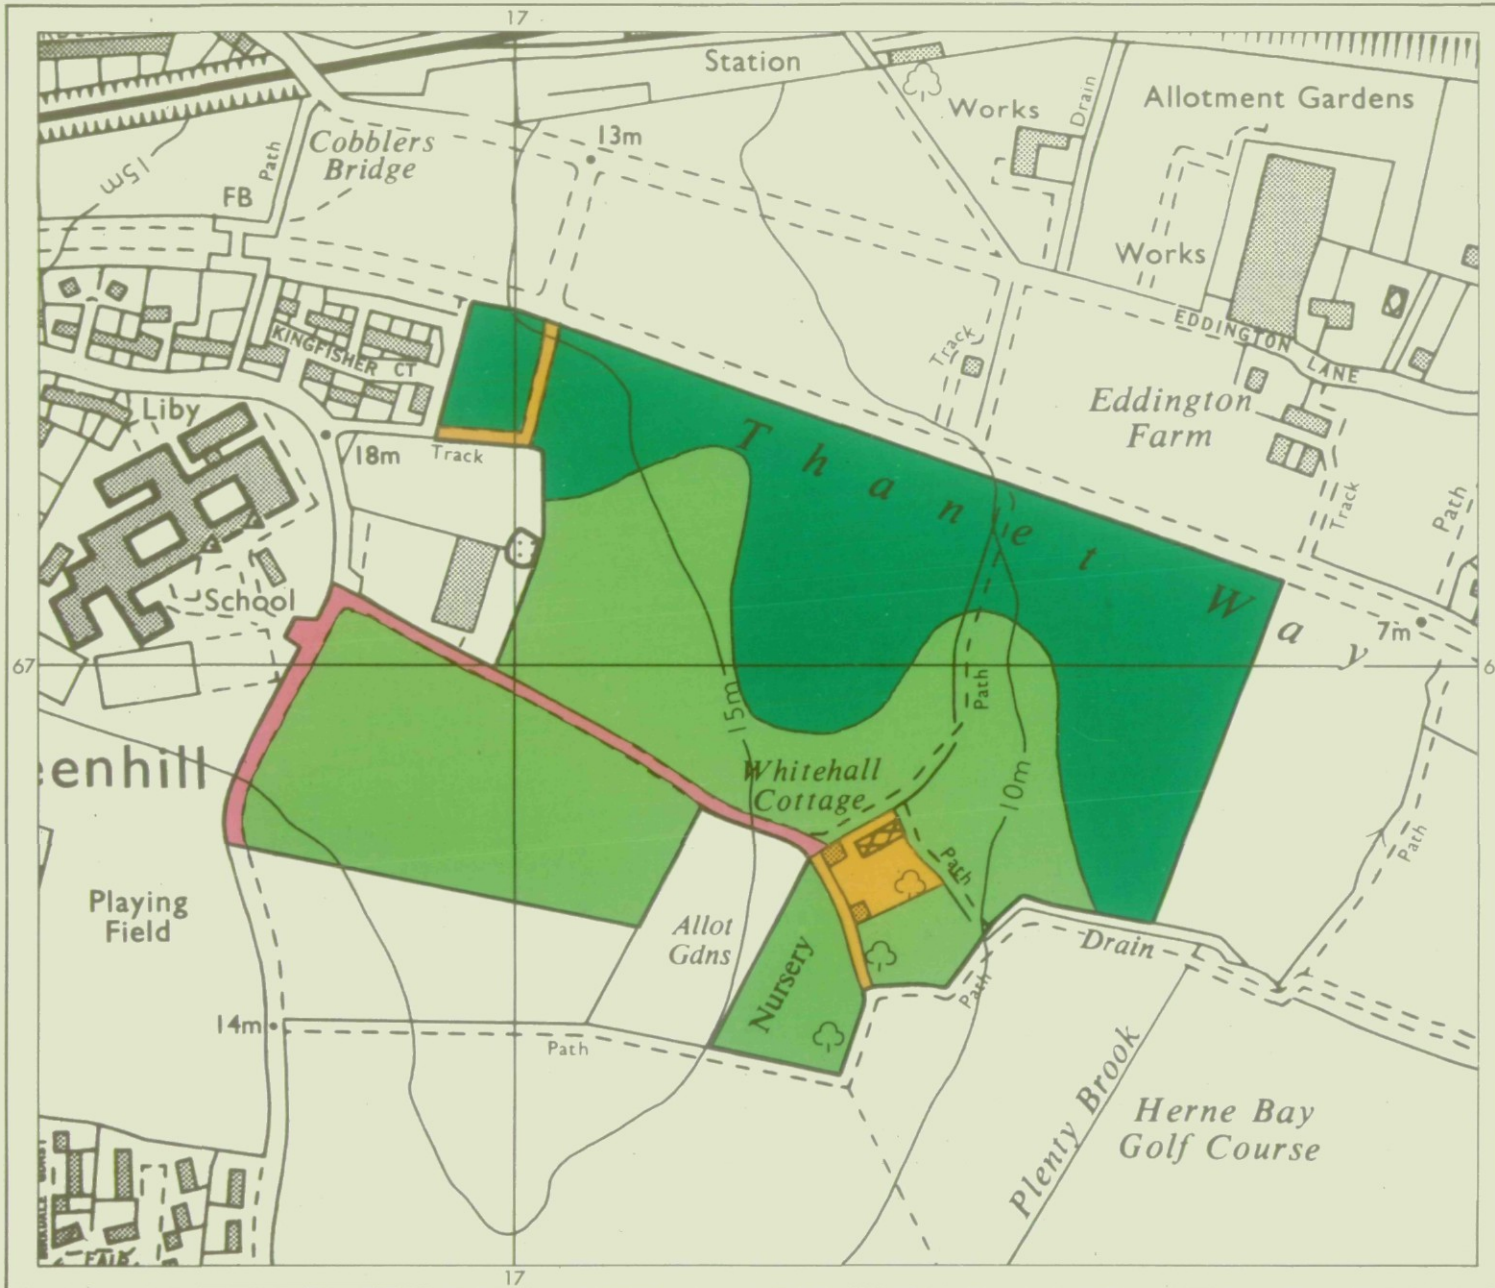 17
Station
Works
Drain
Allotment Gardens
13m
Cobblers
Bridge
Path
15m
FB
Works
EDDINGTON
LANE
KINGFISHER CT
Track
Eddington
Farm
Liby
18m
Track
Thanet Way
Track
Path
School
7m
67
Path
15m
10m
eenhill
Whitehall
Cottage
Path
Path
Playing
Field
Allot
Gdns
Nursery
Drain
Path
14m
Path
Plenty Brook
Herne Bay
Golf Course
FAIR
17